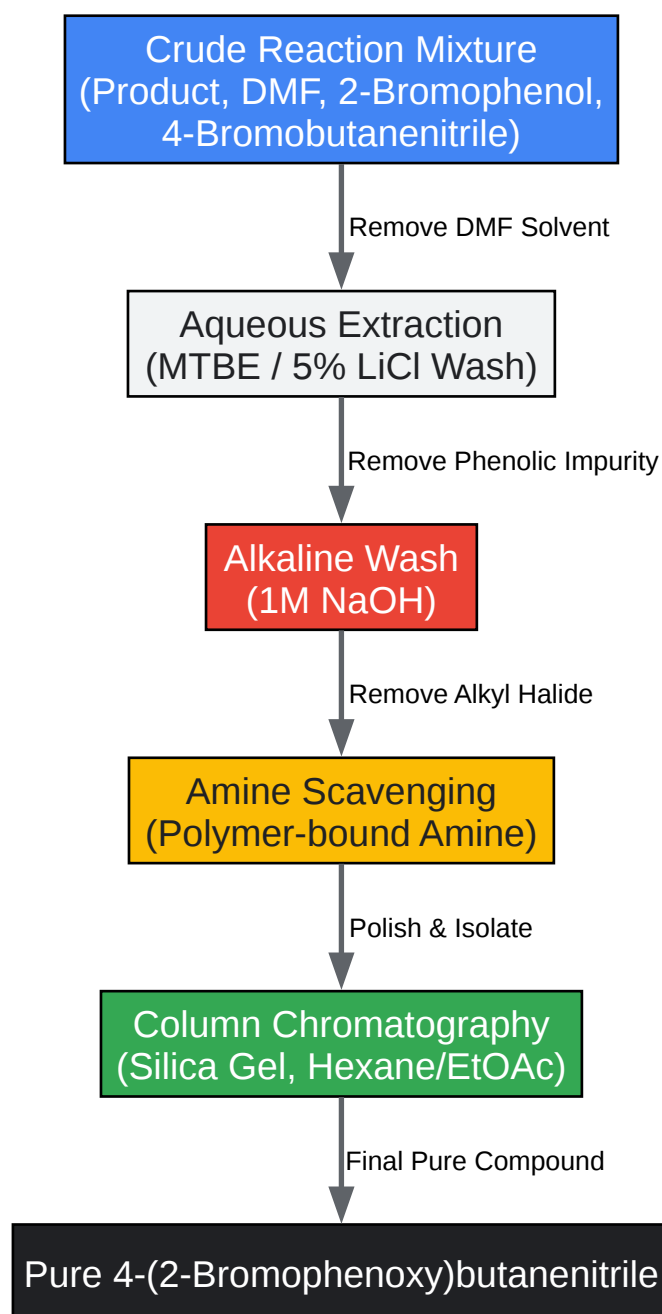 Crude Reaction Mixture
(Product, DMF, 2-Bromophenol,
4-Bromobutanenitrile)
Remove DMF Solvent
Aqueous Extraction
(MTBE / 5% LiCl Wash)
Remove Phenolic Impurity
Alkaline Wash
(1M NaOH)
Remove Alkyl Halide
Amine Scavenging
(Polymer-bound Amine)
Polish & Isolate
Column Chromatography
(Silica Gel, Hexane/EtOAc)
Final Pure Compound
Pure 4-(2-Bromophenoxy)butanenitrile